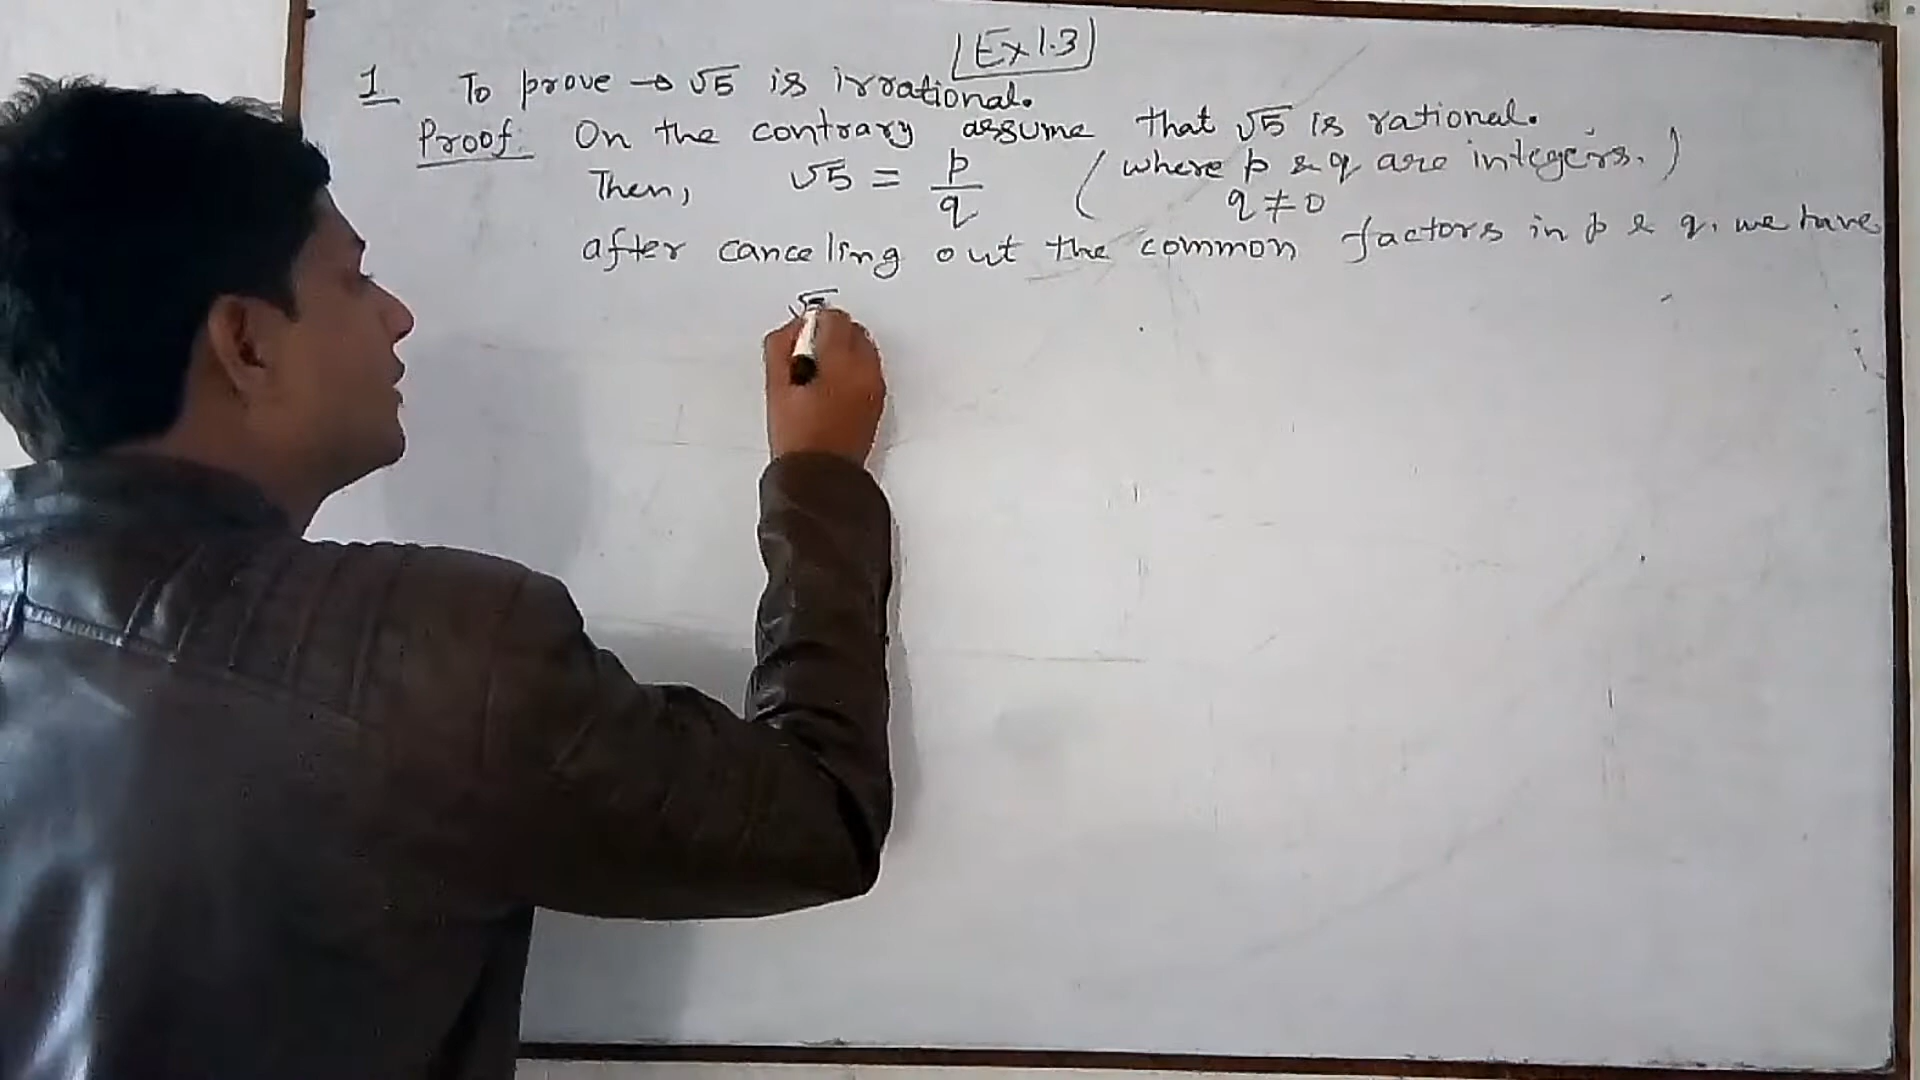 Ex 1.3
1 To prove → √5 is irrational.
Proof: On the contrary assume that √5 is rational.
Then, √5 = p/q (where p & q are integers.)
q ≠ 0
after canceling out the common factors in p & q, we have
√5